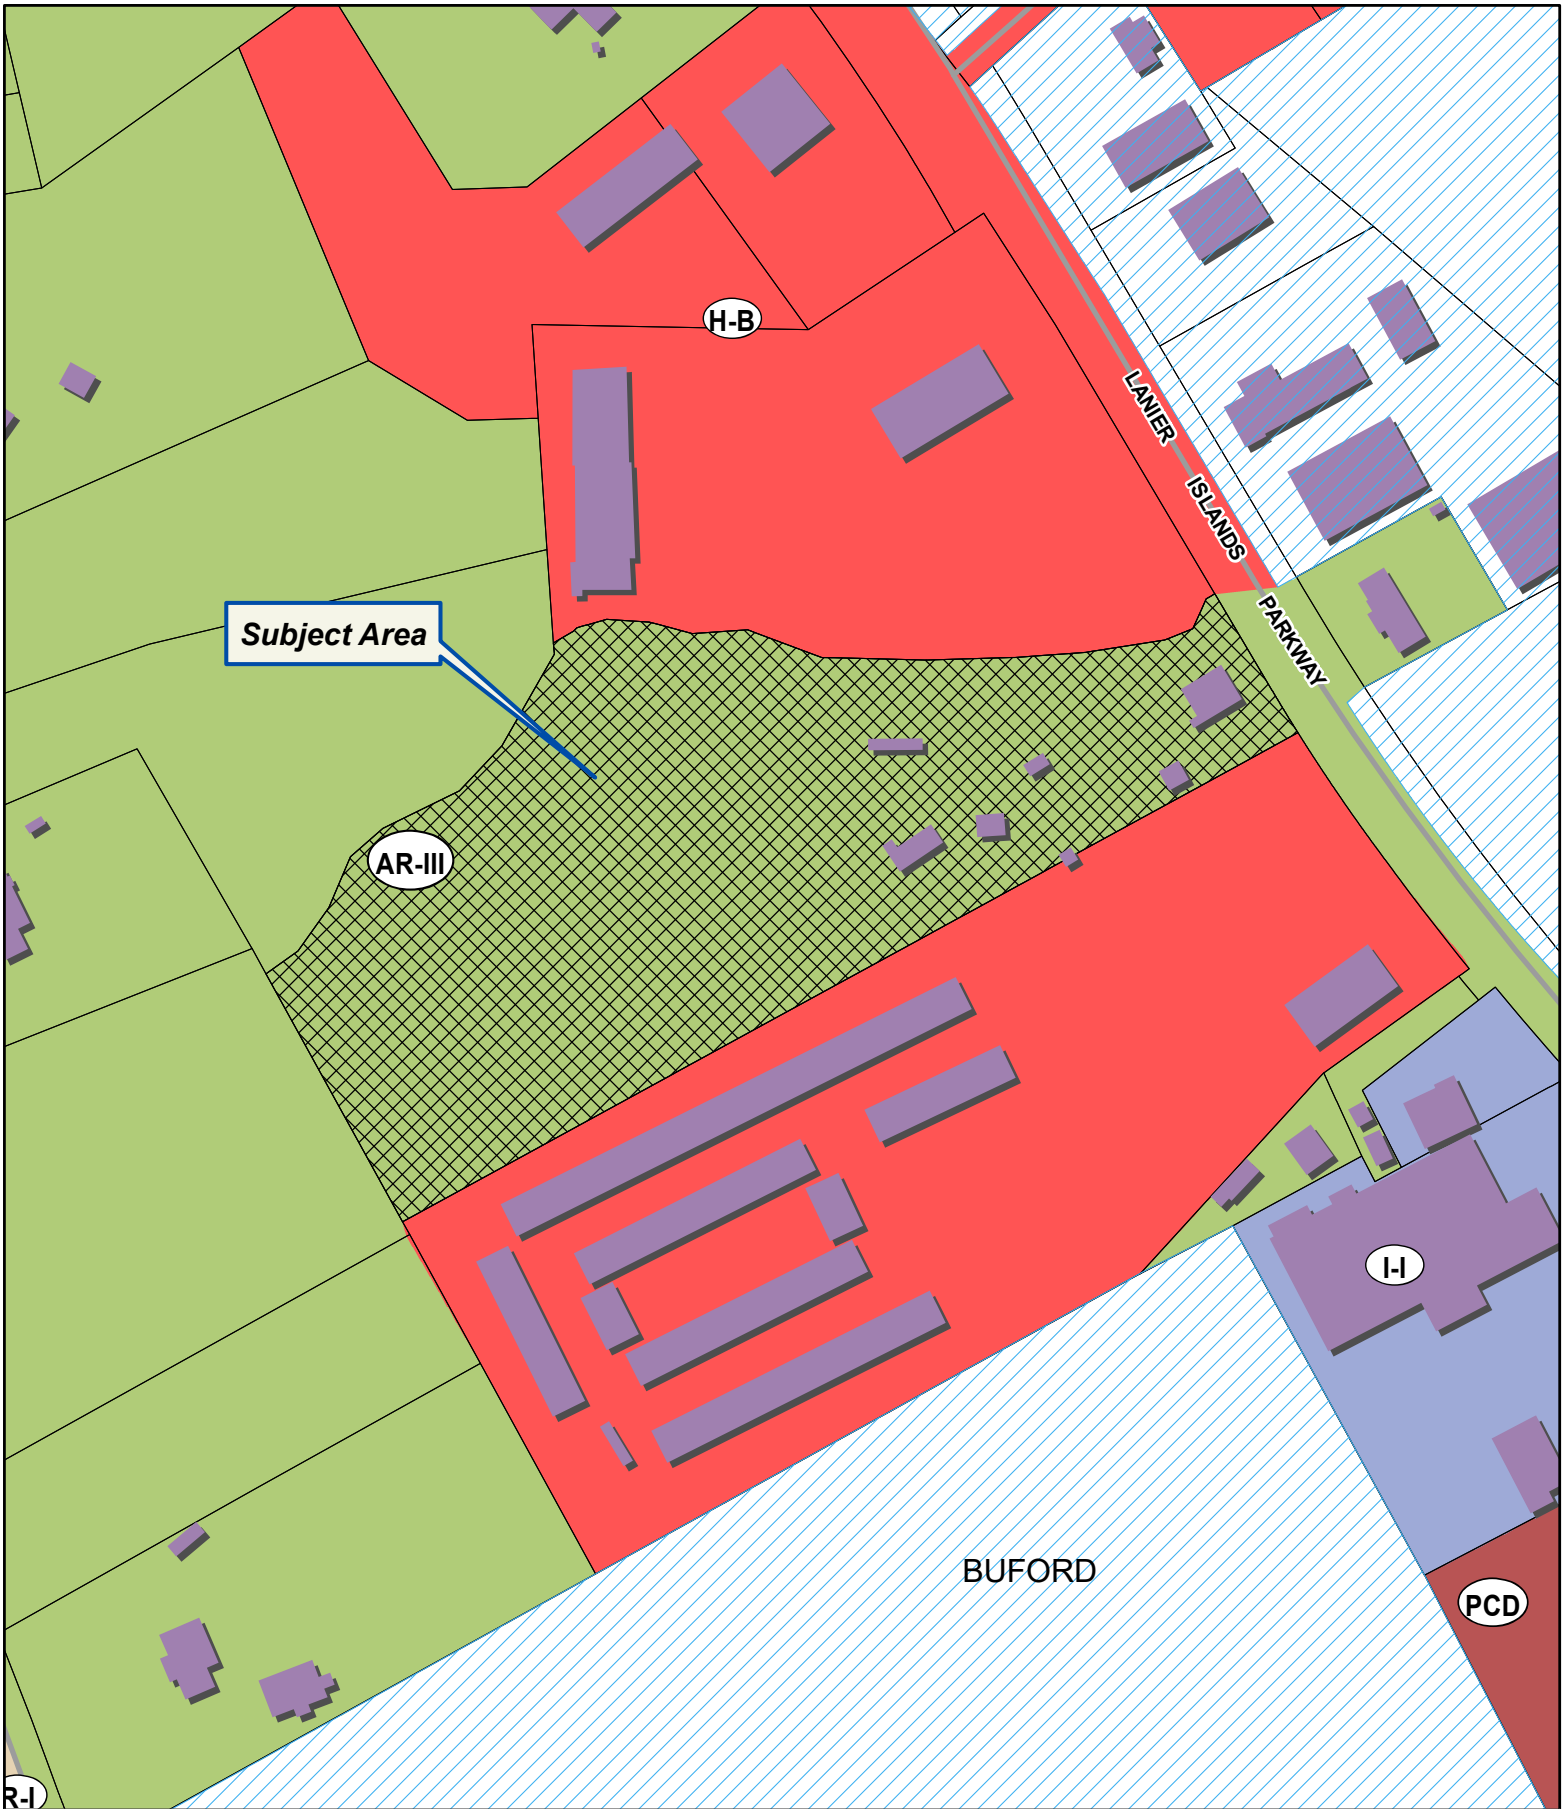 H-B
LANIER ISLANDS PARKWAY
Subject Area
AR-III
I-I
BUFORD
PCD
R-I